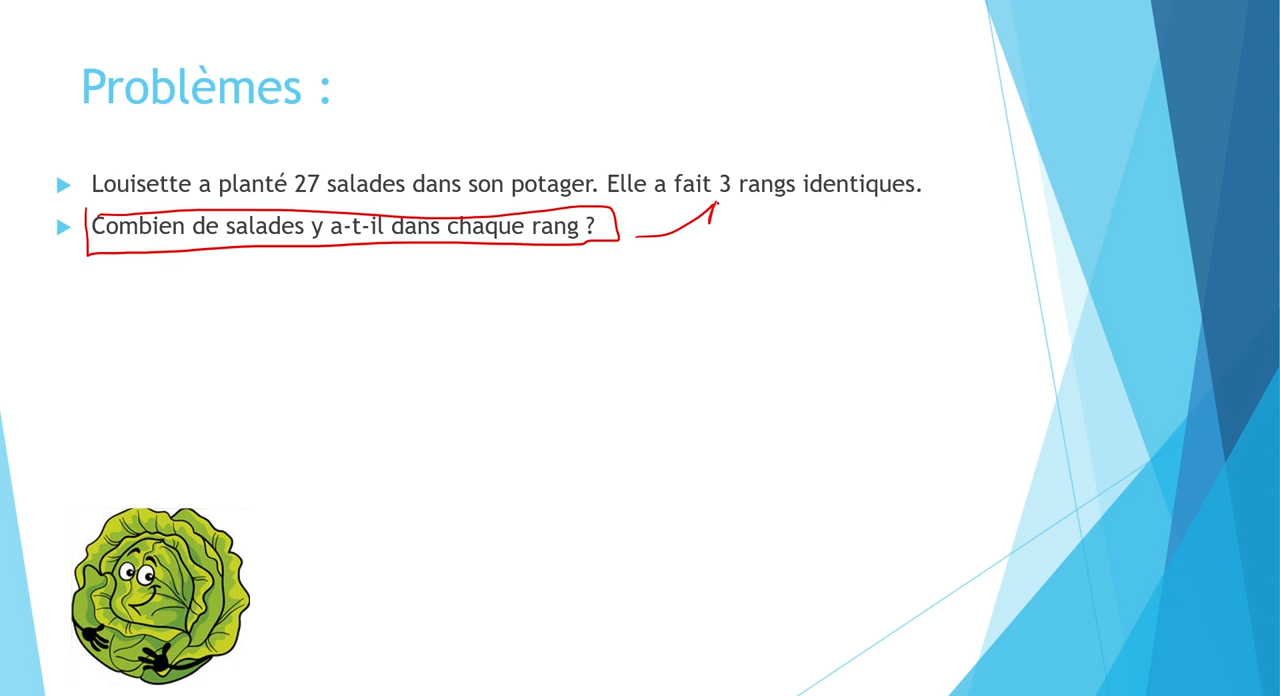 Problèmes :
Louisette a planté 27 salades dans son potager. Elle a fait 3 rangs identiques.
Combien de salades y a-t-il dans chaque rang ?